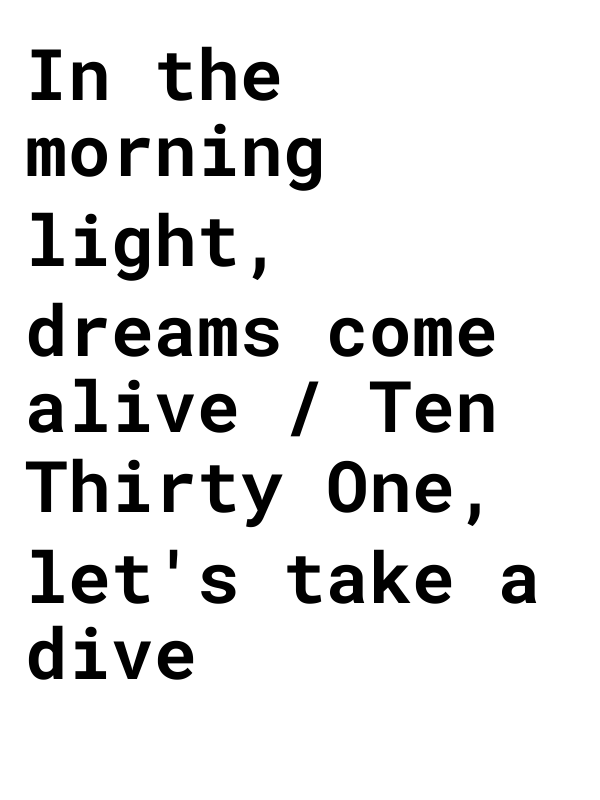 In the
morning
light,
dreams come
alive / Ten
Thirty One,
let's take a
dive